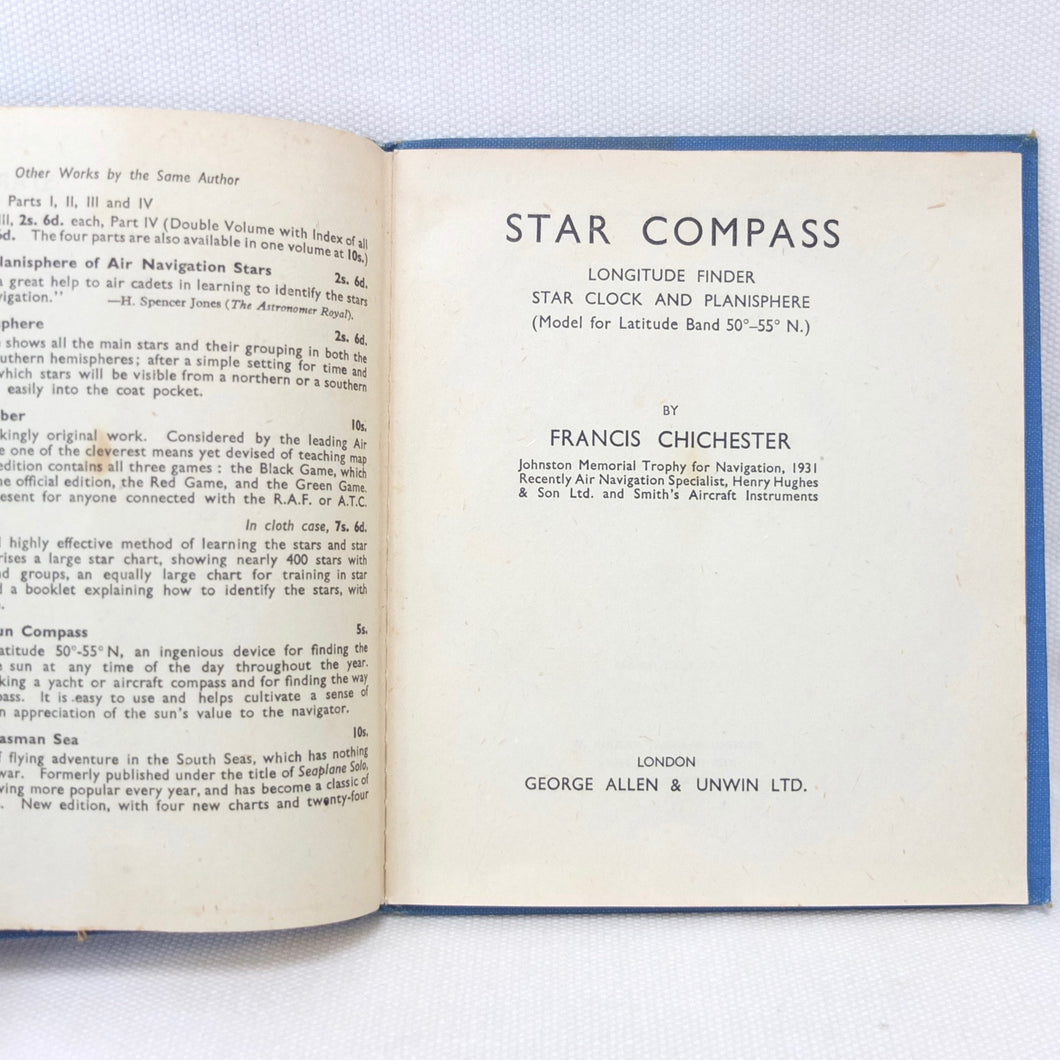 Other Works by the Same Author
Parts I, II, III and IV
III, 2s. 6d. each, Part IV (Double Volume with Index of all
6d. The four parts are also available in one volume at 10s.)
Planisphere of Air Navigation Stars 2s. 6d.
a great help to air cadets in learning to identify the stars
vigation." —H. Spencer Jones (The Astronomer Royal).
sphere 2s. 6d.
shows all the main stars and their grouping in both the
uthern hemispheres; after a simple setting for time and
which stars will be visible from a northern or a southern
easily into the coat pocket.
ber 10s.
kingly original work. Considered by the leading Air
e one of the cleverest means yet devised of teaching map
edition contains all three games : the Black Game, which
he official edition, the Red Game, and the Green Game.
resent for anyone connected with the R.A.F. or A.T.C.
In cloth case, 7s. 6d.
highly effective method of learning the stars and star
rises a large star chart, showing nearly 400 stars with
nd groups, an equally large chart for training in star
d a booklet explaining how to identify the stars, with
un Compass 5s.
atitude 50°-55° N, an ingenious device for finding the
e sun at any time of the day throughout the year.
king a yacht or aircraft compass and for finding the way
pass. It is easy to use and helps cultivate a sense of
n appreciation of the sun's value to the navigator.
asman Sea 10s.
f flying adventure in the South Seas, which has nothing
war. Formerly published under the title of Seaplane Solo,
wing more popular every year, and has become a classic of
. New edition, with four new charts and twenty-four
STAR COMPASS
LONGITUDE FINDER
STAR CLOCK AND PLANISPHERE
(Model for Latitude Band 50°–55° N.)
BY
FRANCIS CHICHESTER
Johnston Memorial Trophy for Navigation, 1931
Recently Air Navigation Specialist, Henry Hughes
& Son Ltd. and Smith's Aircraft Instruments
LONDON
GEORGE ALLEN & UNWIN LTD.